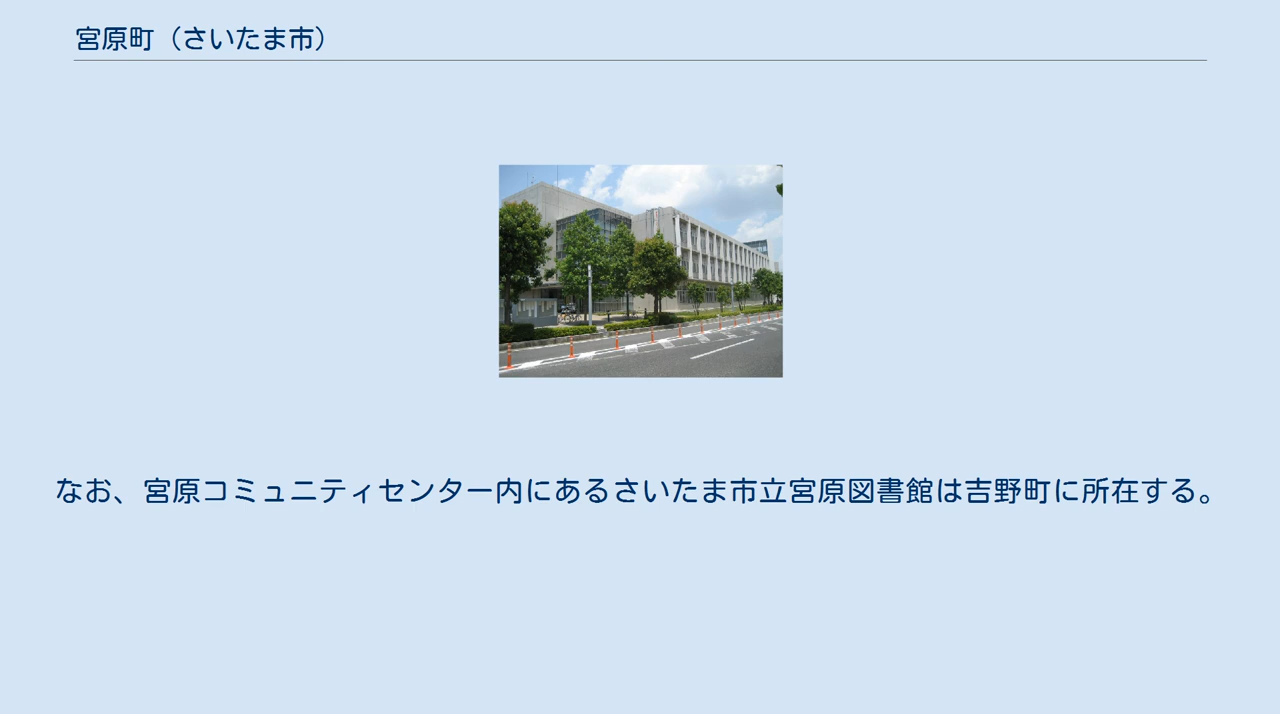 宮原町（さいたま市）
なお、宮原コミュニティセンター内にあるさいたま市立宮原図書館は吉野町に所在する。